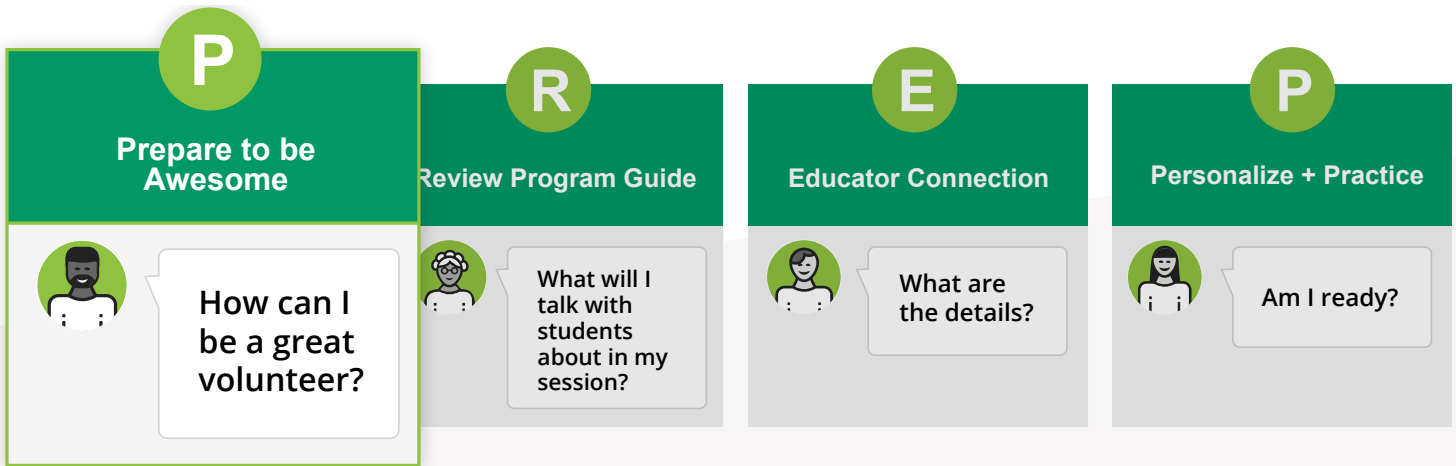 P
Prepare to be
Awesome
How can I
be a great
volunteer?
R
Review Program Guide
What will I
talk with
students
about in my
session?
E
Educator Connection
What are
the details?
P
Personalize + Practice
Am I ready?